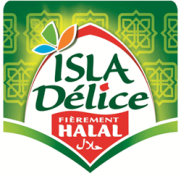 ISLA
Délice
FIÈREMENT
HALAL
حلال